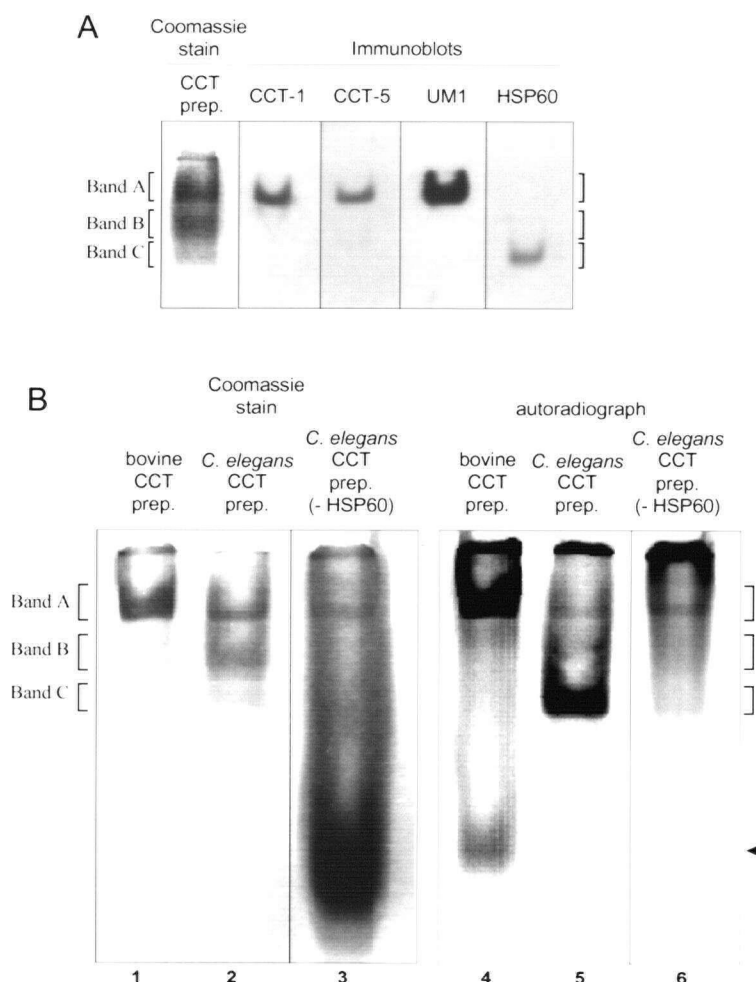 A
Coomassie
stain
Immunoblots
CCT
prep.
CCT-1
CCT-5
UM1
HSP60
Band A
Band B
Band C
B
Coomassie
stain
autoradiograph
bovine
CCT
prep.
C. elegans
CCT
prep.
C. elegans
CCT
prep.
(- HSP60)
bovine
CCT
prep.
C. elegans
CCT
prep.
C. elegans
CCT
prep.
(- HSP60)
Band A
Band B
Band C
1 2 3 4 5 6